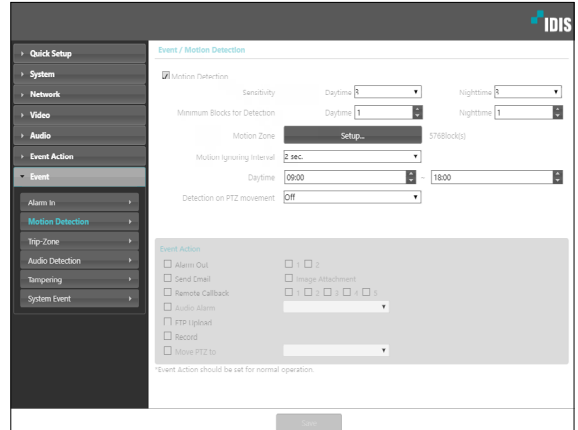 IDIS
Quick Setup
System
Network
Video
Audio
Event Action
Event
Alarm In
Motion Detection
Trip-Zone
Audio Detection
Tampering
System Event
Event / Motion Detection
Motion Detection
Sensitivity Daytime 3 Nighttime 3
Minimum Blocks for Detection Daytime 1 Nighttime 1
Motion Zone Setup... 576Block(s)
Motion Ignoring Interval 2 sec.
Daytime 09:00 ~ 18:00
Detection on PTZ movement Off
Event Action
Alarm Out 1 2
Send Email Image Attachment
Remote Callback 1 2 3 4 5
Audio Alarm
FTP Upload
Record
Move PTZ to
*Event Action should be set for normal operation.
Save